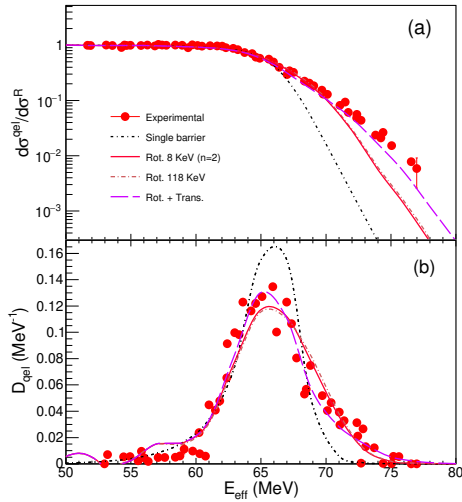 (a)
1
10⁻¹
10⁻²
10⁻³
dσ^qel/dσ^R
Experimental
Single barrier
Rot. 8 KeV (n=2)
Rot. 118 KeV
Rot. + Trans.
(b)
0.16
0.14
0.12
0.1
0.08
0.06
0.04
0.02
0
D_qel (MeV⁻¹)
50 55 60 65 70 75 80
E_eff (MeV)